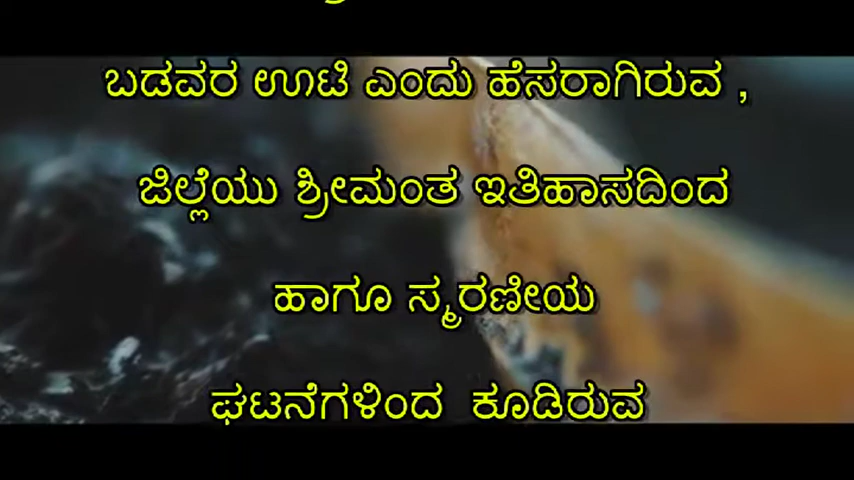 ಬಡವರ ಊಟಿ ಎಂದು ಹೆಸರಾಗಿರುವ ,
ಜಿಲ್ಲೆಯು ಶ್ರೀಮಂತ ಇತಿಹಾಸದಿಂದ
ಹಾಗೂ ಸ್ಮರಣೀಯ
ಘಟನೆಗಳಿಂದ ಕೂಡಿರುವ